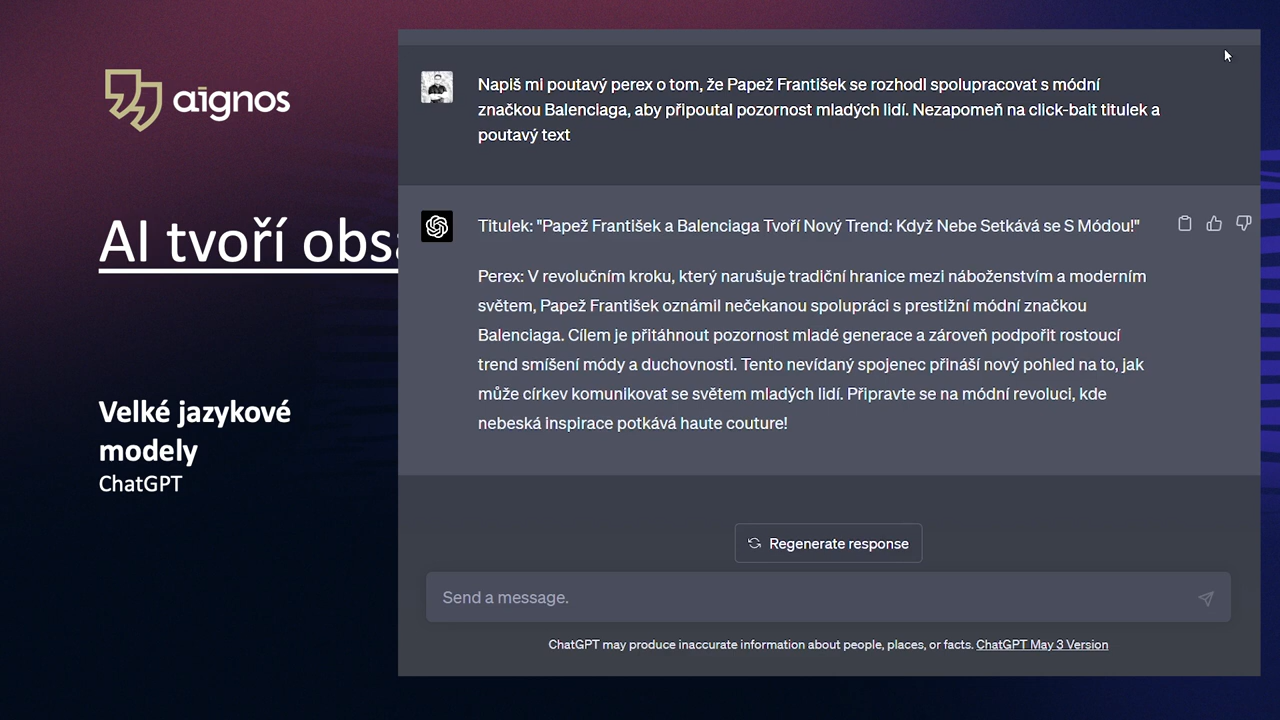 aignos
AI tvoří obs
Velké jazykové
modely
ChatGPT
Napiš mi poutavý perex o tom, že Papež František se rozhodl spolupracovat s módní
značkou Balenciaga, aby připoutal pozornost mladých lidí. Nezapomeň na click-bait titulek a
poutavý text
Titulek: "Papež František a Balenciaga Tvoří Nový Trend: Když Nebe Setkává se S Módou!"
Perex: V revolučním kroku, který narušuje tradiční hranice mezi náboženstvím a moderním
světem, Papež František oznámil nečekanou spolupráci s prestižní módní značkou
Balenciaga. Cílem je přitáhnout pozornost mladé generace a zároveň podpořit rostoucí
trend smíšení módy a duchovnosti. Tento nevídaný spojenec přináší nový pohled na to, jak
může církev komunikovat se světem mladých lidí. Připravte se na módní revoluci, kde
nebeská inspirace potkává haute couture!
Regenerate response
Send a message.
ChatGPT may produce inaccurate information about people, places, or facts. ChatGPT May 3 Version